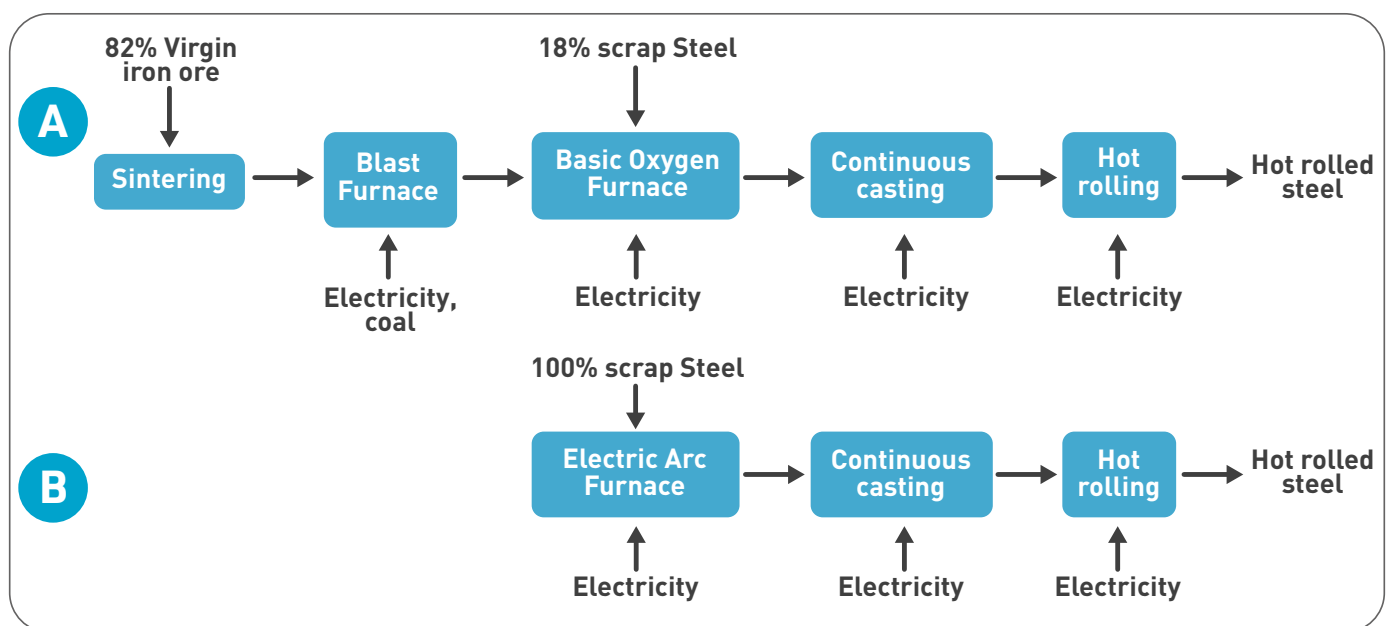 82% Virgin
iron ore
18% scrap Steel
A
Sintering
Blast
Furnace
Basic Oxygen
Furnace
Continuous
casting
Hot
rolling
Hot rolled
steel
Electricity,
coal
Electricity
Electricity
Electricity
100% scrap Steel
B
Electric Arc
Furnace
Continuous
casting
Hot
rolling
Hot rolled
steel
Electricity
Electricity
Electricity